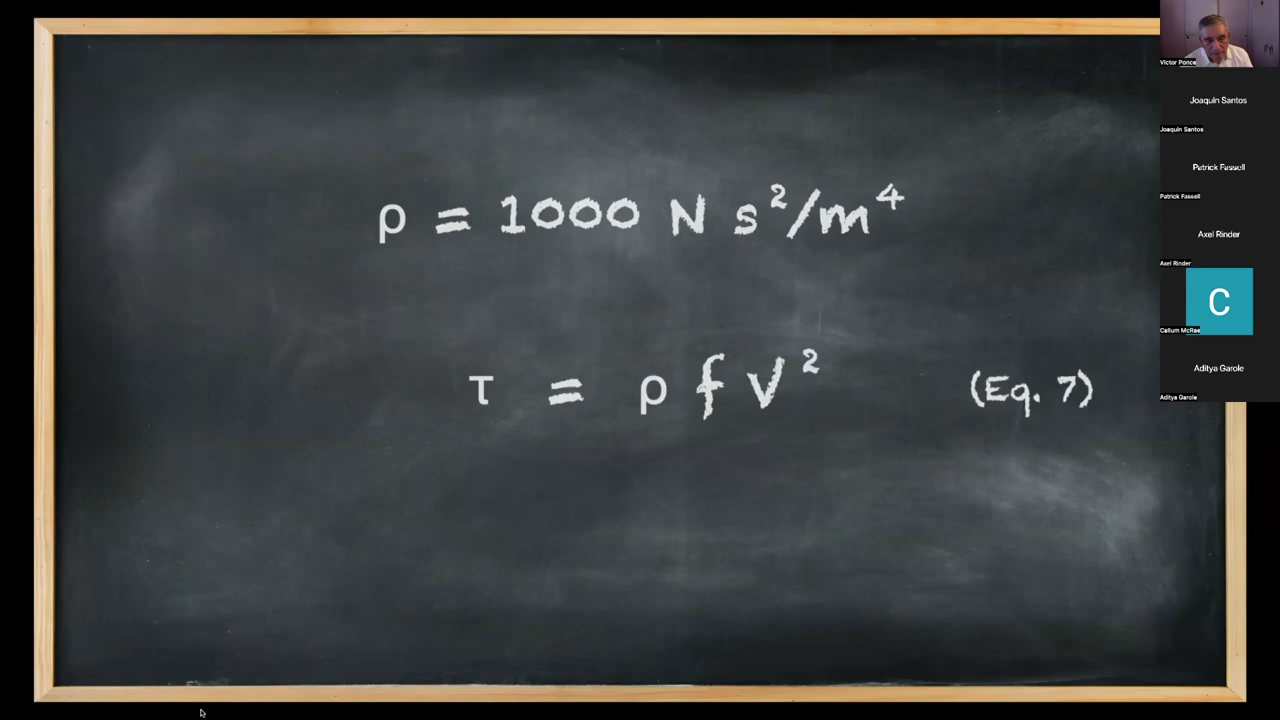 ρ = 1000 N s²/m⁴
τ = ρ f V² (Eq. 7)
Victor Ponce
Joaquin Santos
Joaquin Santos
Patrick Fassell
Patrick Fassell
Axel Rinder
Axel Rinder
C
Callum McRae
Aditya Garole
Aditya Garole